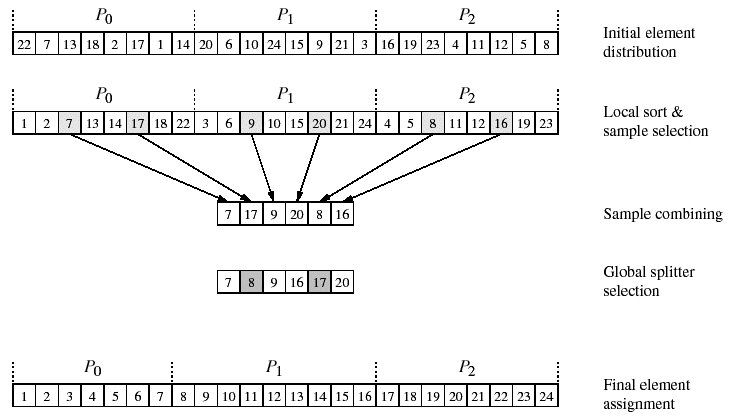 P0 P1 P2
22 7 13 18 2 17 1 14 20 6 10 24 15 9 21 3 16 19 23 4 11 12 5 8
Initial element
distribution
P0 P1 P2
1 2 7 13 14 17 18 22 3 6 9 10 15 20 21 24 4 5 8 11 12 16 19 23
Local sort &
sample selection
7 17 9 20 8 16
Sample combining
7 8 9 16 17 20
Global splitter
selection
P0 P1 P2
1 2 3 4 5 6 7 8 9 10 11 12 13 14 15 16 17 18 19 20 21 22 23 24
Final element
assignment